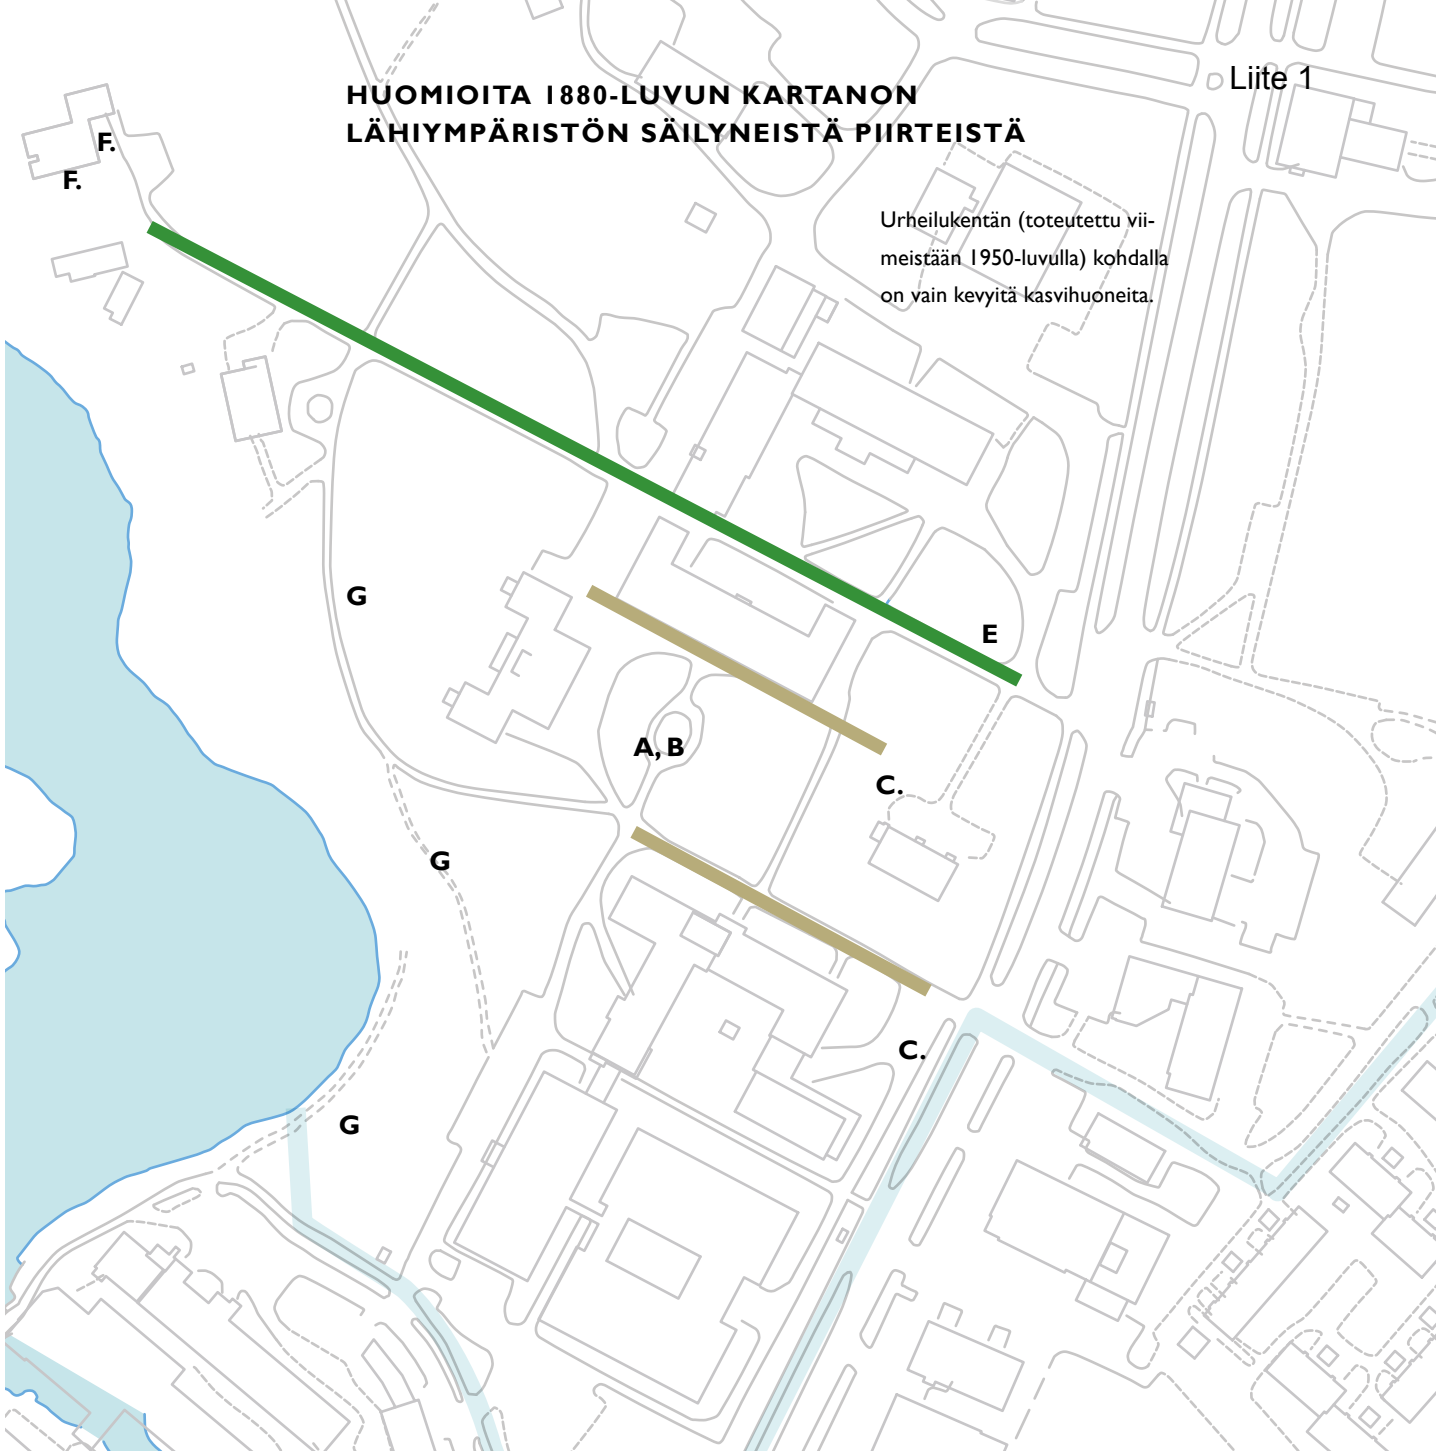 Liite 1
HUOMIOITA 1880-LUVUN KARTANON
LÄHIYMPÄRISTÖN SÄILYNEISTÄ PIIRTEISTÄ
F.
F.
Urheilukentän (toteutettu vii-
meistään 1950-luvulla) kohdalla
on vain kevyitä kasvihuoneita.
G
E
A, B
C.
G
C.
G